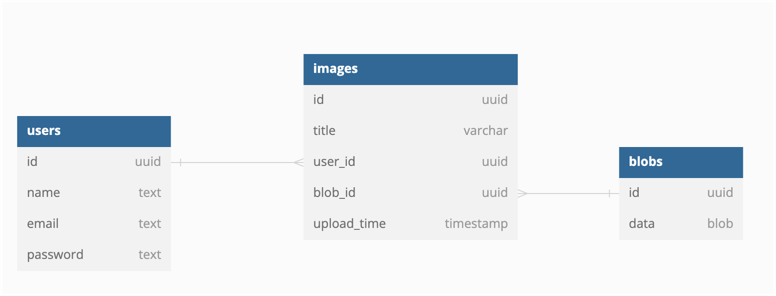 users
id uuid
name text
email text
password text
images
id uuid
title varchar
user_id uuid
blob_id uuid
upload_time timestamp
blobs
id uuid
data blob